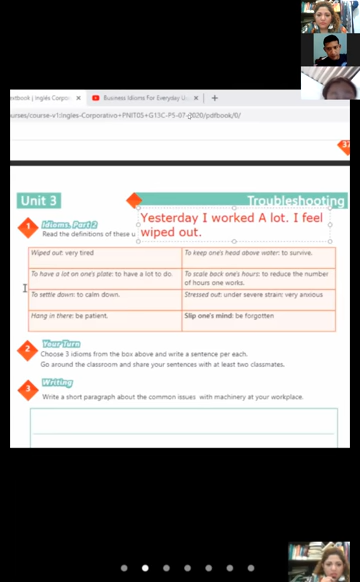 textbook | Inglés Corpor
Business Idioms For Everyday U
urses/course-v1:ingles-Corporativo+PNIT05+G13C-P5-07-2020/pdfbook/0/
Unit 3
Troubleshooting
Yesterday I worked A lot. I feel
wiped out.
1
Idioms, Part 2
Read the definitions of these u
Wiped out: very tired
To keep one's head above water: to survive.
To have a lot on one's plate: to have a lot to do.
To scale back one's hours: to reduce the number
of hours one works.
To settle down: to calm down.
Stressed out: under severe strain: very anxious
Hang in there: be patient.
Slip one's mind: be forgotten
2
Your Turn
Choose 3 idioms from the box above and write a sentence per each.
Go around the classroom and share your sentences with at least two classmates.
3
Writing
Write a short paragraph about the common issues with machinery at your workplace.